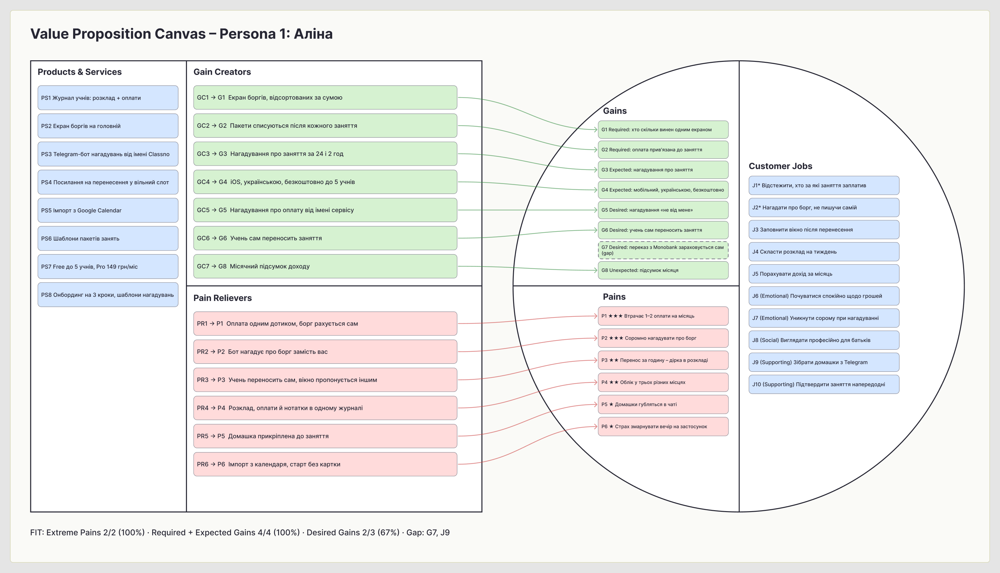 Value Proposition Canvas – Persona 1: Аліна
Products & Services
PS1 Журнал учнів: розклад + оплати
PS2 Екран боргів на головній
PS3 Telegram-бот нагадувань від імені Classno
PS4 Посилання на перенесення у вільний слот
PS5 Імпорт з Google Calendar
PS6 Шаблони пакетів занять
PS7 Free до 5 учнів, Pro 149 грн/міс
PS8 Онбординг на 3 кроки, шаблони нагадувань
Gain Creators
GC1 → G1 Екран боргів, відсортованих за сумою
GC2 → G2 Пакети списуються після кожного заняття
GC3 → G3 Нагадування про заняття за 24 і 2 год
GC4 → G4 iOS, українською, безкоштовно до 5 учнів
GC5 → G5 Нагадування про оплату від імені сервісу
GC6 → G6 Учень сам переносить заняття
GC7 → G8 Місячний підсумок доходу
Pain Relievers
PR1 → P1 Оплата одним дотиком, борг рахується сам
PR2 → P2 Бот нагадує про борг замість вас
PR3 → P3 Учень переносить сам, вікно пропонується іншим
PR4 → P4 Розклад, оплати й нотатки в одному журналі
PR5 → P5 Домашка прикріплена до заняття
PR6 → P6 Імпорт з календаря, старт без картки
Gains
G1 Required: хто скільки винен одним екраном
G2 Required: оплата прив'язана до заняття
G3 Expected: нагадування про заняття
G4 Expected: мобільний, українською, безкоштовно
G5 Desired: нагадування «не від мене»
G6 Desired: учень сам переносить заняття
G7 Desired: переказ з Monobank зараховується сам
(gap)
G8 Unexpected: підсумок місяця
Pains
P1 ★★★ Втрачає 1–2 оплати на місяць
P2 ★★★ Соромно нагадувати про борг
P3 ★★ Перенос за годину – дірка в розкладі
P4 ★★ Облік у трьох різних місцях
P5 ★ Домашки губляться в чаті
P6 ★ Страх змарнувати вечір на застосунок
Customer Jobs
J1* Відстежити, хто за які заняття заплатив
J2* Нагадати про борг, не пишучи самій
J3 Заповнити вікно після перенесення
J4 Скласти розклад на тиждень
J5 Порахувати дохід за місяць
J6 (Emotional) Почуватися спокійно щодо грошей
J7 (Emotional) Уникнути сорому при нагадуванні
J8 (Social) Виглядати професійно для батьків
J9 (Supporting) Зібрати домашки з Telegram
J10 (Supporting) Підтвердити заняття напередодні
FIT: Extreme Pains 2/2 (100%) · Required + Expected Gains 4/4 (100%) · Desired Gains 2/3 (67%) · Gap: G7, J9